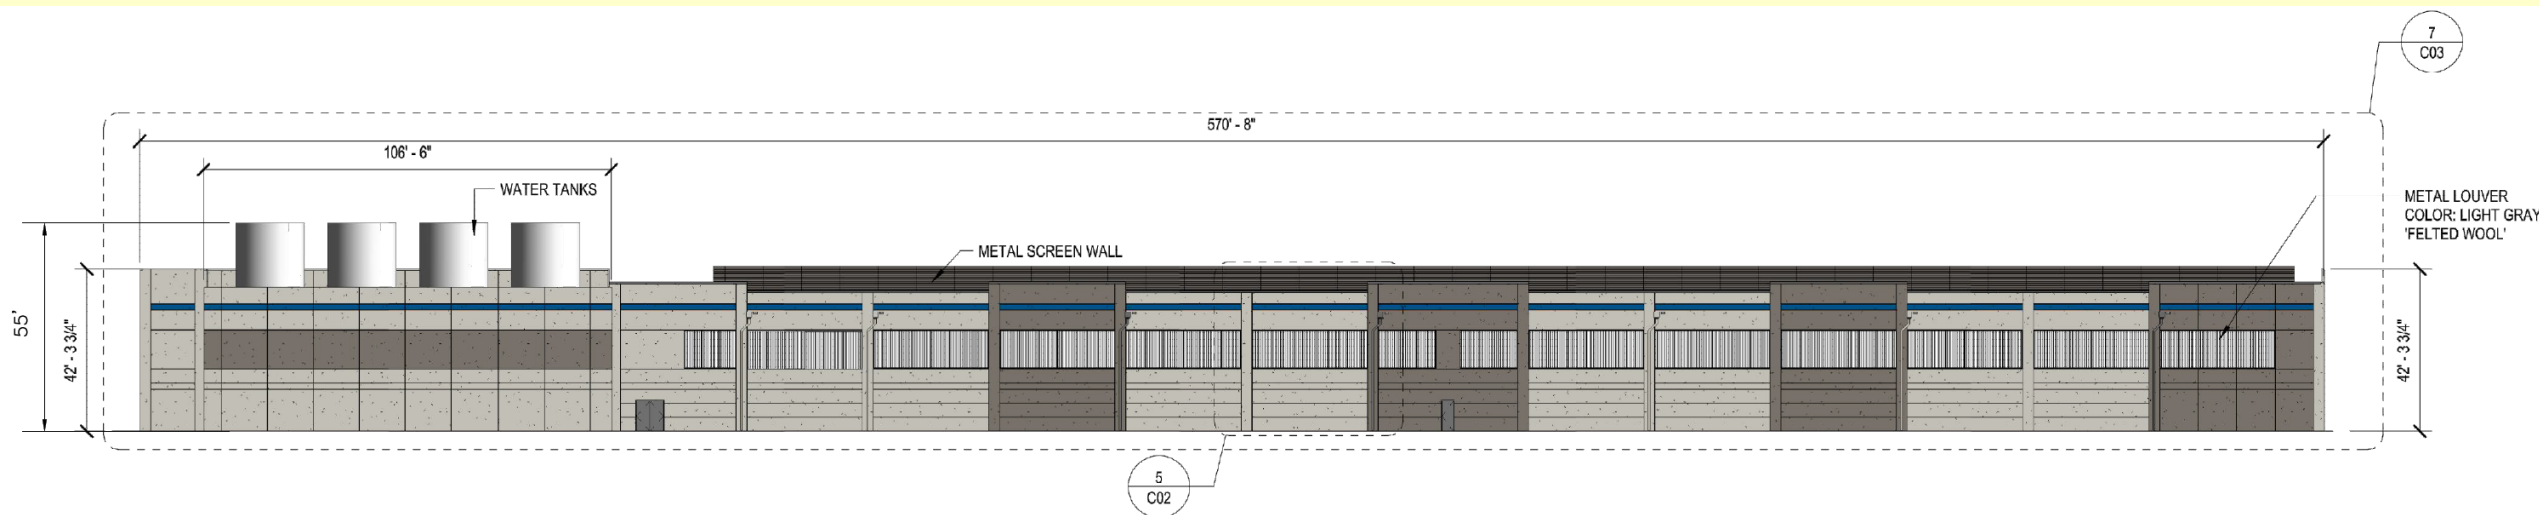 7
C03
570' - 8"
106' - 6"
WATER TANKS
METAL LOUVER
COLOR: LIGHT GRAY
'FELTED WOOL'
METAL SCREEN WALL
55'
42' - 3 3/4"
42' - 3 3/4"
5
C02